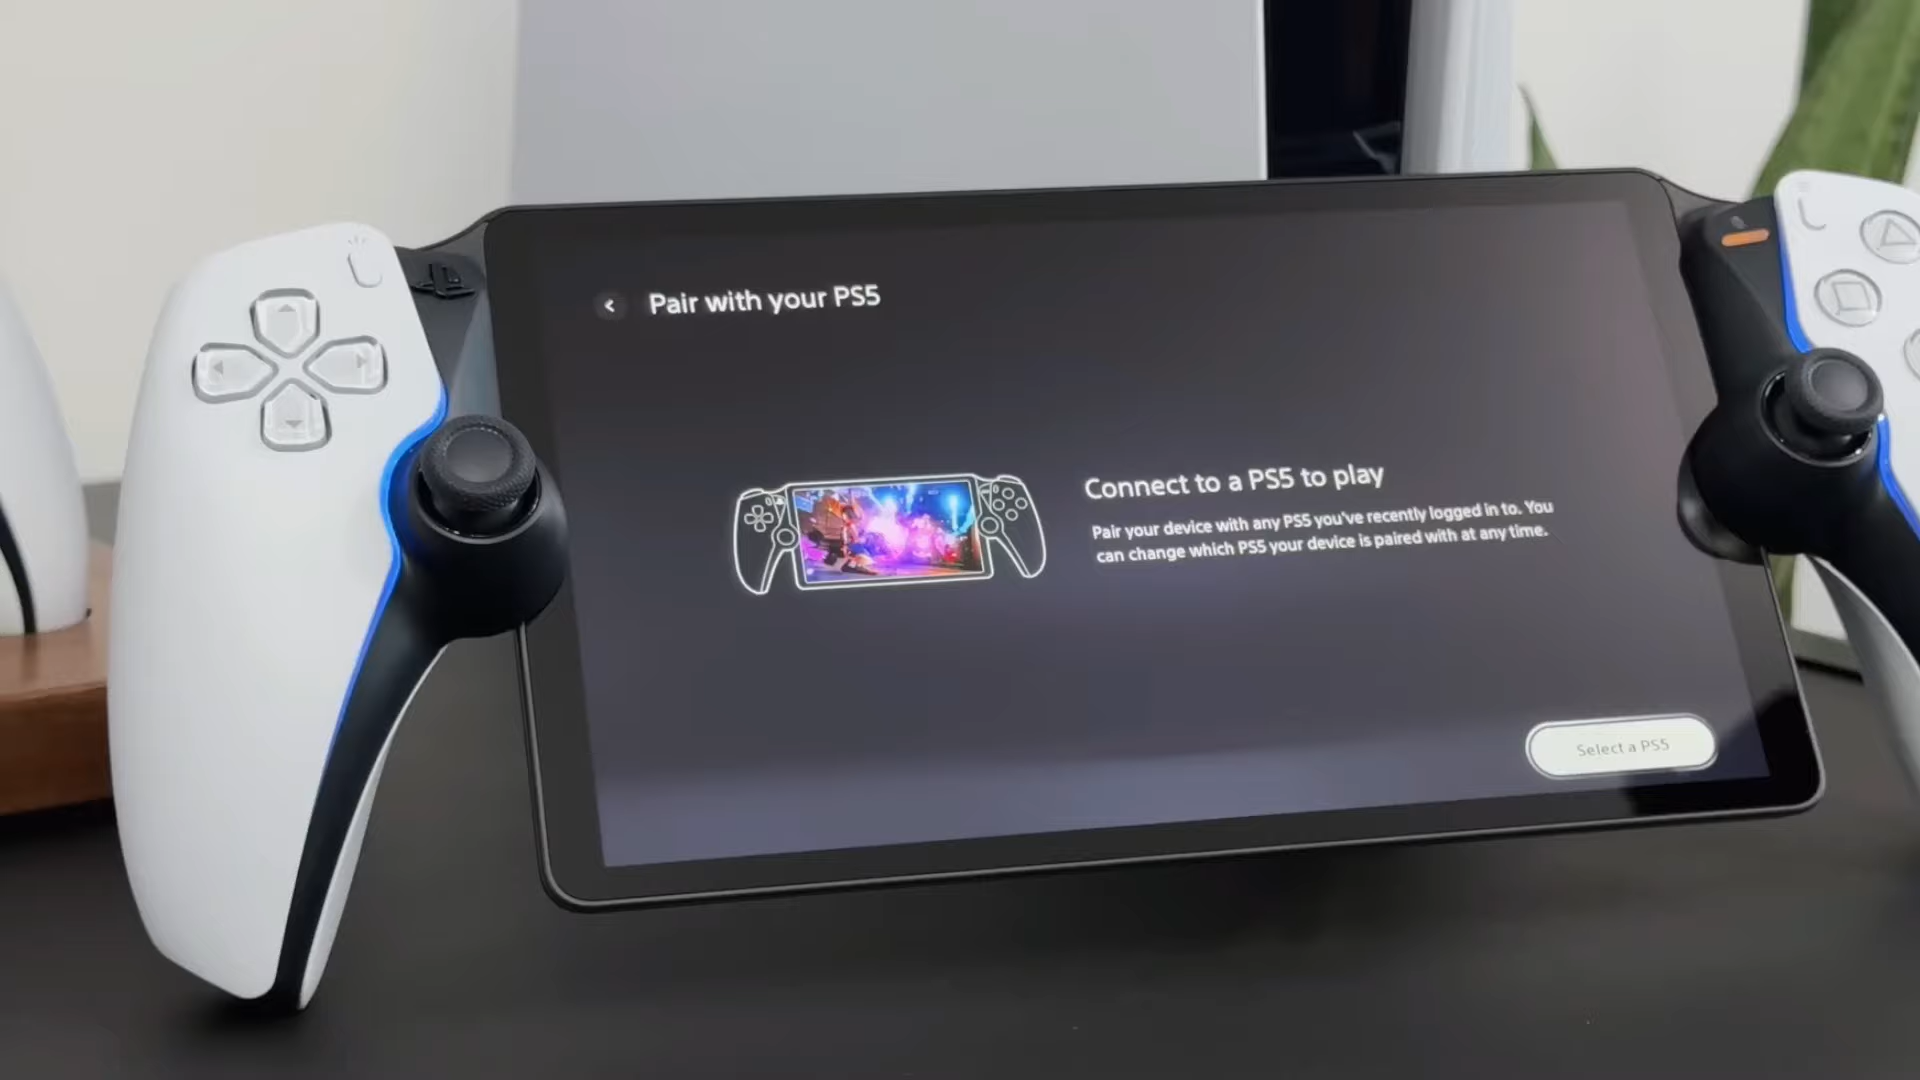 Pair with your PS5
Connect to a PS5 to play
Pair your device with any PS5 you've recently logged in to. You
can change which PS5 your device is paired with at any time.
Select a PS5